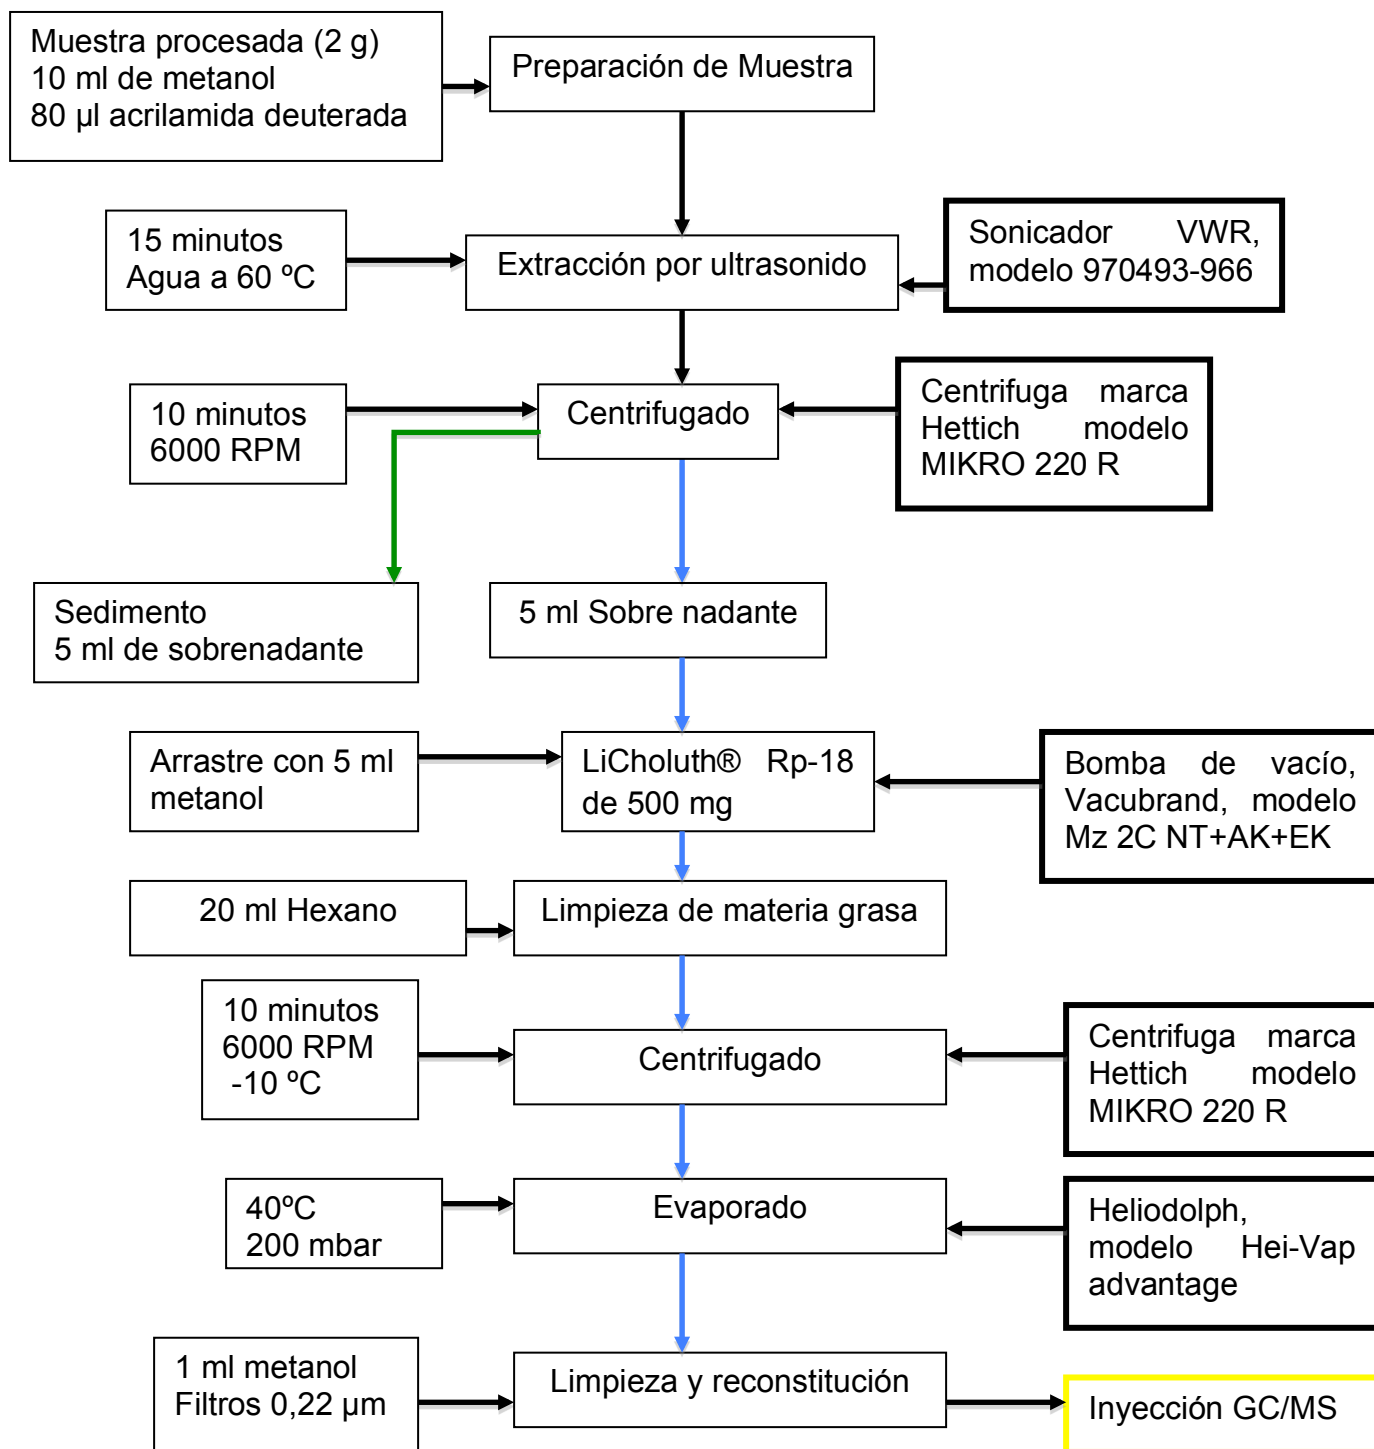 Muestra procesada (2 g)
10 ml de metanol
80 µl acrilamida deuterada
Preparación de Muestra
15 minutos
Agua a 60 ºC
Extracción por ultrasonido
Sonicador VWR,
modelo 970493-966
10 minutos
6000 RPM
Centrifugado
Centrifuga marca
Hettich modelo
MIKRO 220 R
Sedimento
5 ml de sobrenadante
5 ml Sobre nadante
Arrastre con 5 ml
metanol
LiCholuth® Rp-18
de 500 mg
Bomba de vacío,
Vacubrand, modelo
Mz 2C NT+AK+EK
20 ml Hexano
Limpieza de materia grasa
10 minutos
6000 RPM
-10 ºC
Centrifugado
Centrifuga marca
Hettich modelo
MIKRO 220 R
40ºC
200 mbar
Evaporado
Heliodolph,
modelo Hei-Vap
advantage
1 ml metanol
Filtros 0,22 µm
Limpieza y reconstitución
Inyección GC/MS